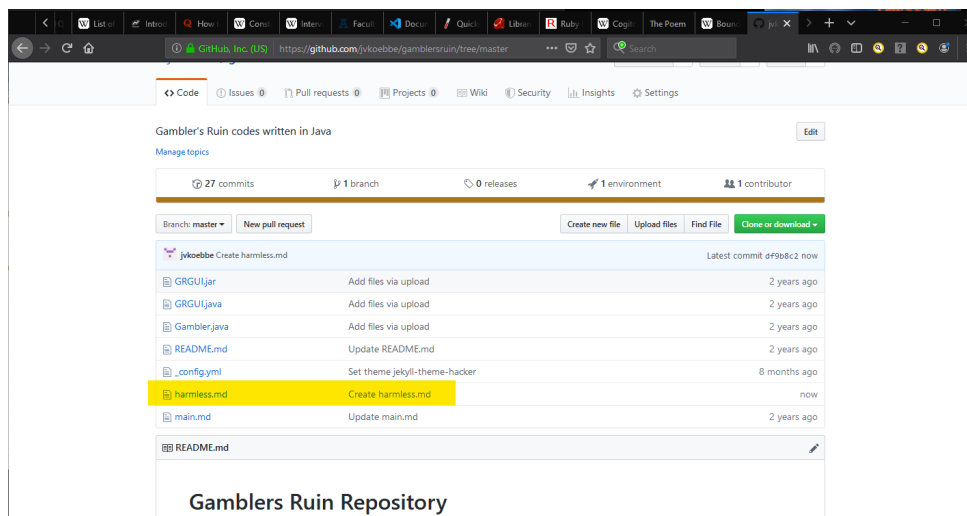 List of
Introd
How
Const
Interv
Facult
Docur
Quick
Librar
Ruby
Cogit
The Poem
Bound
GitHub, Inc. (US)
https://github.com/jvkoebbe/gamblersruin/tree/master
Search
Code
Issues 0
Pull requests 0
Projects 0
Wiki
Security
Insights
Settings
Gambler's Ruin codes written in Java
Edit
Manage topics
27 commits
1 branch
0 releases
1 environment
1 contributor
Branch: master
New pull request
Create new file
Upload files
Find File
Clone or download
jvkoebbe Create harmless.md
Latest commit df9b8c2 now
GRGUI.jar Add files via upload 2 years ago
GRGUI.java Add files via upload 2 years ago
Gambler.java Add files via upload 2 years ago
README.md Update README.md 2 years ago
_config.yml Set theme jekyll-theme-hacker 8 months ago
harmless.md Create harmless.md now
main.md Update main.md 2 years ago
README.md
Gamblers Ruin Repository